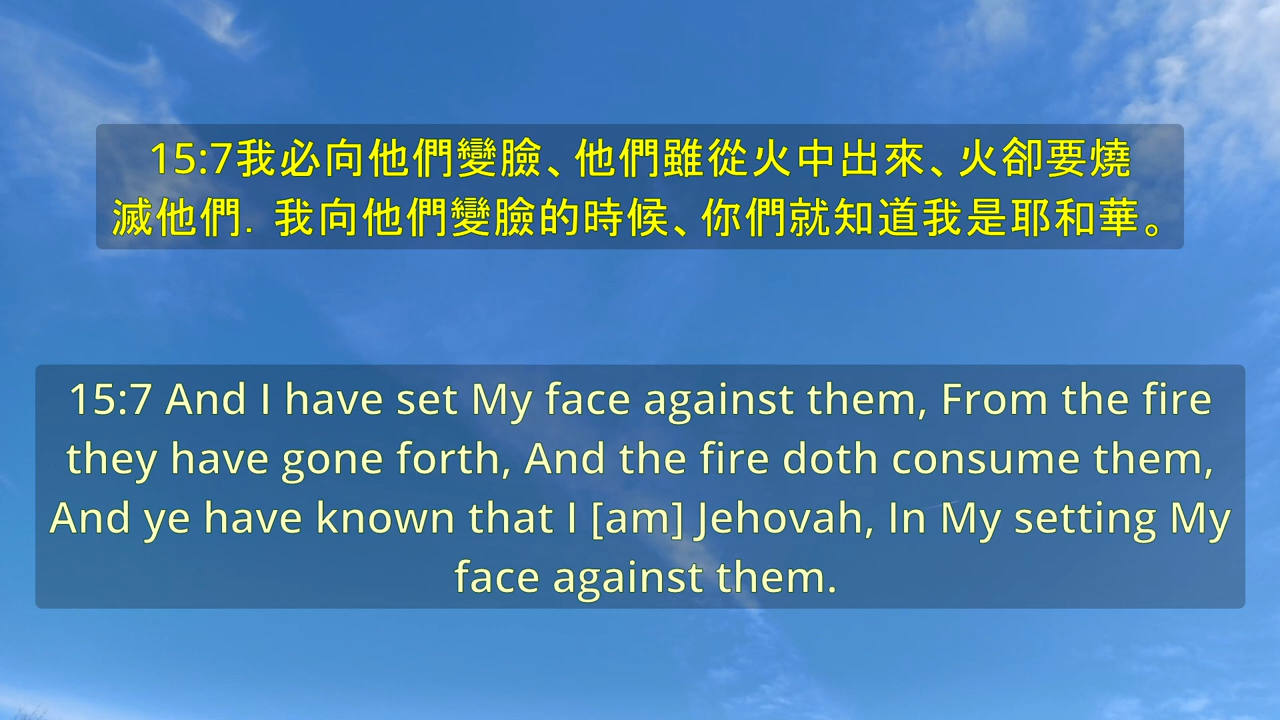 15:7我必向他們變臉、他們雖從火中出來、火卻要燒
滅他們．我向他們變臉的時候、你們就知道我是耶和華。
15:7 And I have set My face against them, From the fire
they have gone forth, And the fire doth consume them,
And ye have known that I [am] Jehovah, In My setting My
face against them.